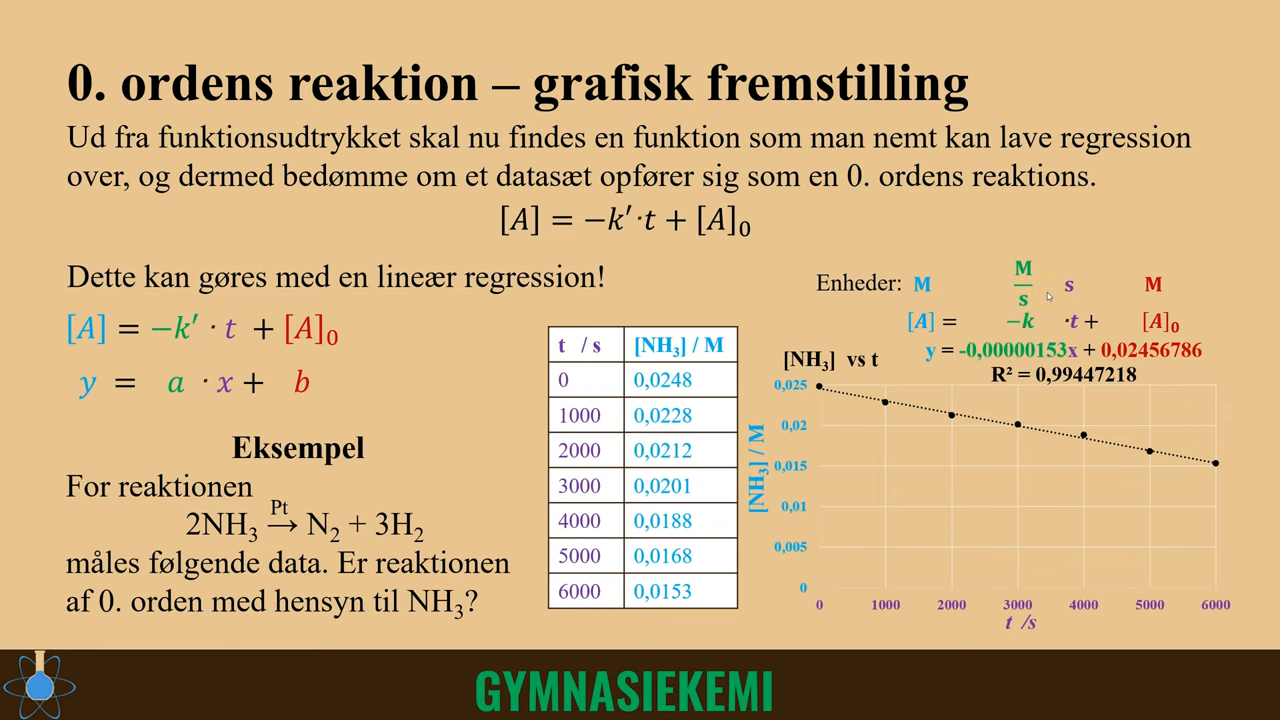 0. ordens reaktion – grafisk fremstilling
Ud fra funktionsudtrykket skal nu findes en funktion som man nemt kan lave regression
over, og dermed bedømme om et datasæt opfører sig som en 0. ordens reaktions.
[A] = −k′·t + [A]₀
Dette kan gøres med en lineær regression!
[A] = −k′ · t + [A]₀
y = a · x + b
Eksempel
For reaktionen
Pt
2NH₃ → N₂ + 3H₂
måles følgende data. Er reaktionen
af 0. orden med hensyn til NH₃?
t / s [NH₃] / M
0 0,0248
1000 0,0228
2000 0,0212
3000 0,0201
4000 0,0188
5000 0,0168
6000 0,0153
Enheder: M M/s s M
[A] = −k ·t + [A]₀
y = -0,00000153x + 0,02456786
R² = 0,99447218
[NH₃] vs t
[NH₃] / M
0,025
0,02
0,015
0,01
0,005
0
0 1000 2000 3000 4000 5000 6000
t /s
GYMNASIEKEMI